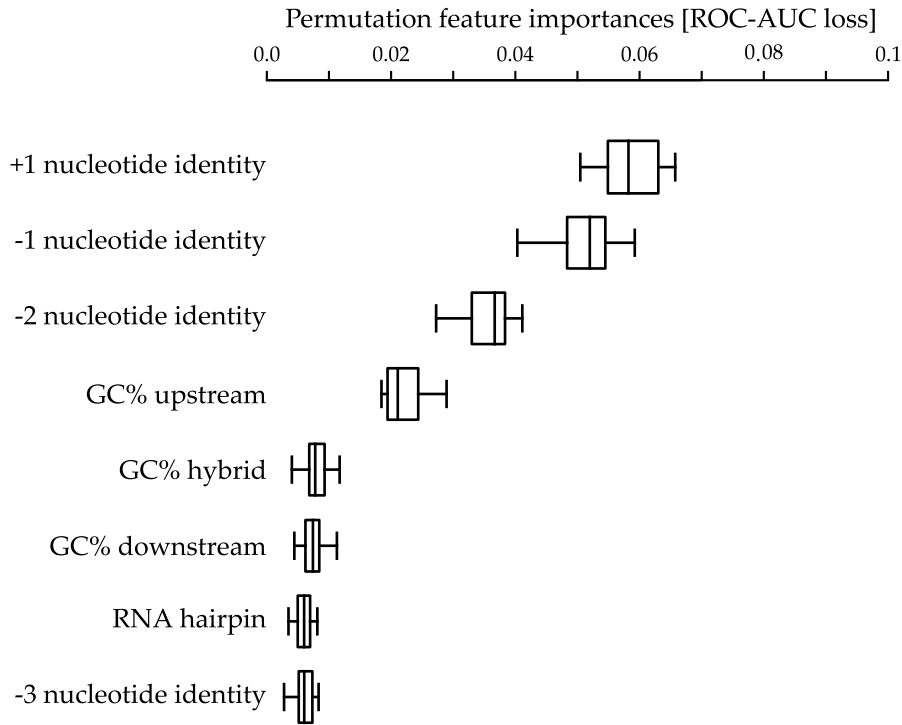 Permutation feature importances [ROC-AUC loss]
0.0 0.02 0.04 0.06 0.08 0.1
+1 nucleotide identity
-1 nucleotide identity
-2 nucleotide identity
GC% upstream
GC% hybrid
GC% downstream
RNA hairpin
-3 nucleotide identity